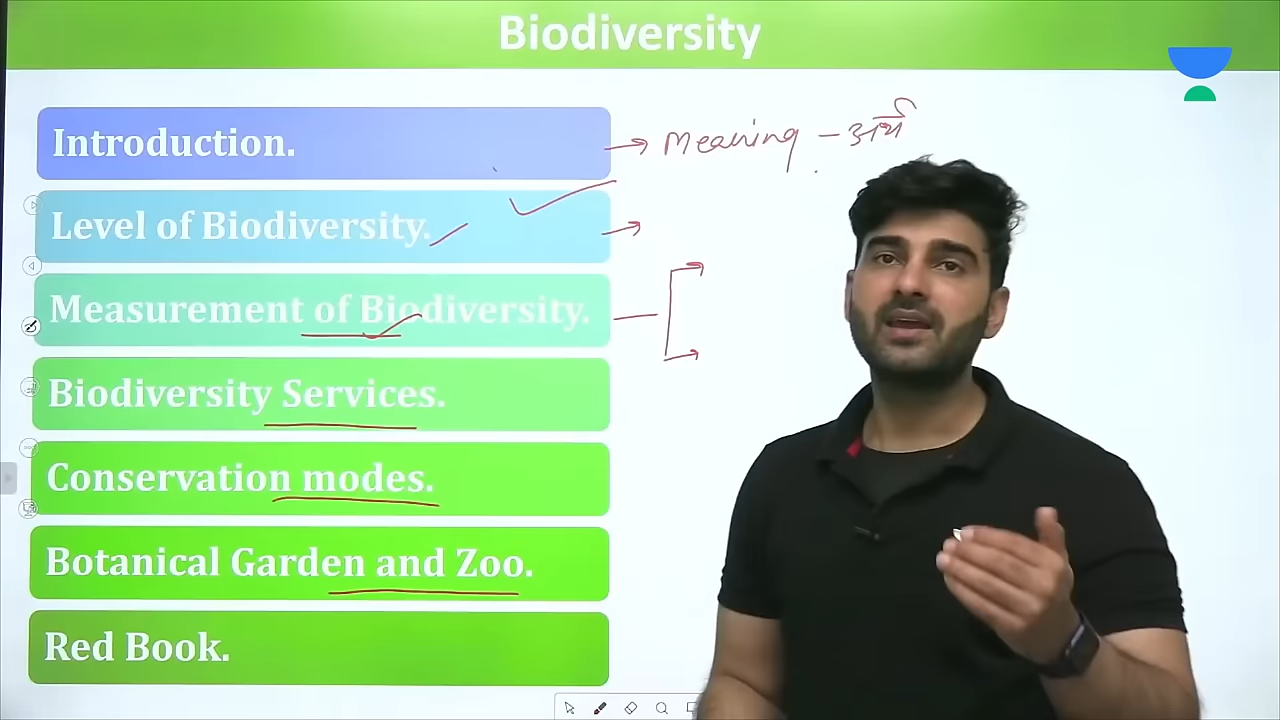 Biodiversity
Introduction. → Meaning – अर्थ
Level of Biodiversity.
Measurement of Biodiversity.
Biodiversity Services.
Conservation modes.
Botanical Garden and Zoo.
Red Book.